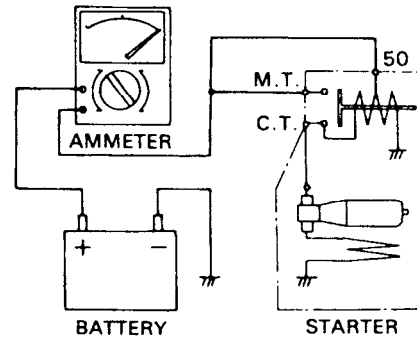 50
M.T.
C.T.
AMMETER
+ −
BATTERY
STARTER